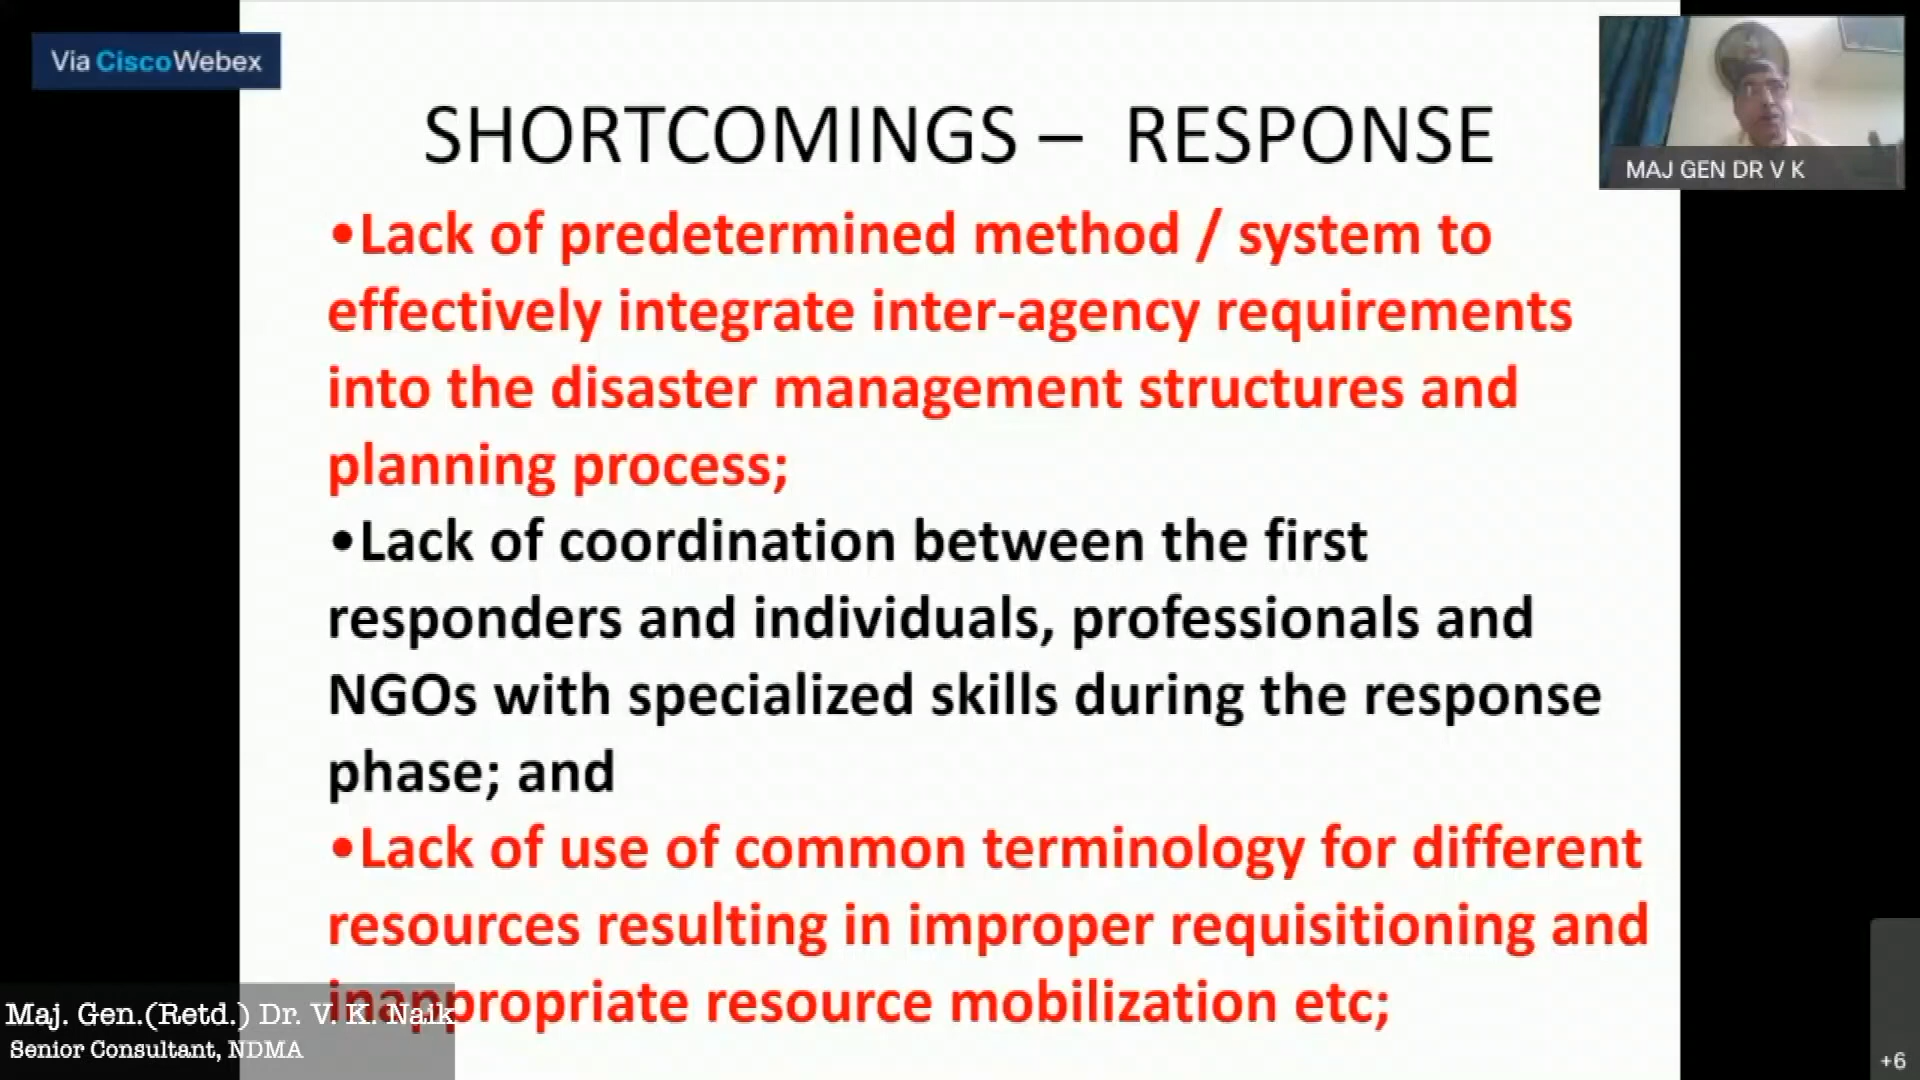 Via CiscoWebex
SHORTCOMINGS – RESPONSE
MAJ GEN DR V K
•Lack of predetermined method / system to
effectively integrate inter-agency requirements
into the disaster management structures and
planning process;
•Lack of coordination between the first
responders and individuals, professionals and
NGOs with specialized skills during the response
phase; and
•Lack of use of common terminology for different
resources resulting in improper requisitioning and
inappropriate resource mobilization etc;
Maj. Gen.(Retd.) Dr. V. K. Naik
Senior Consultant, NDMA
+6